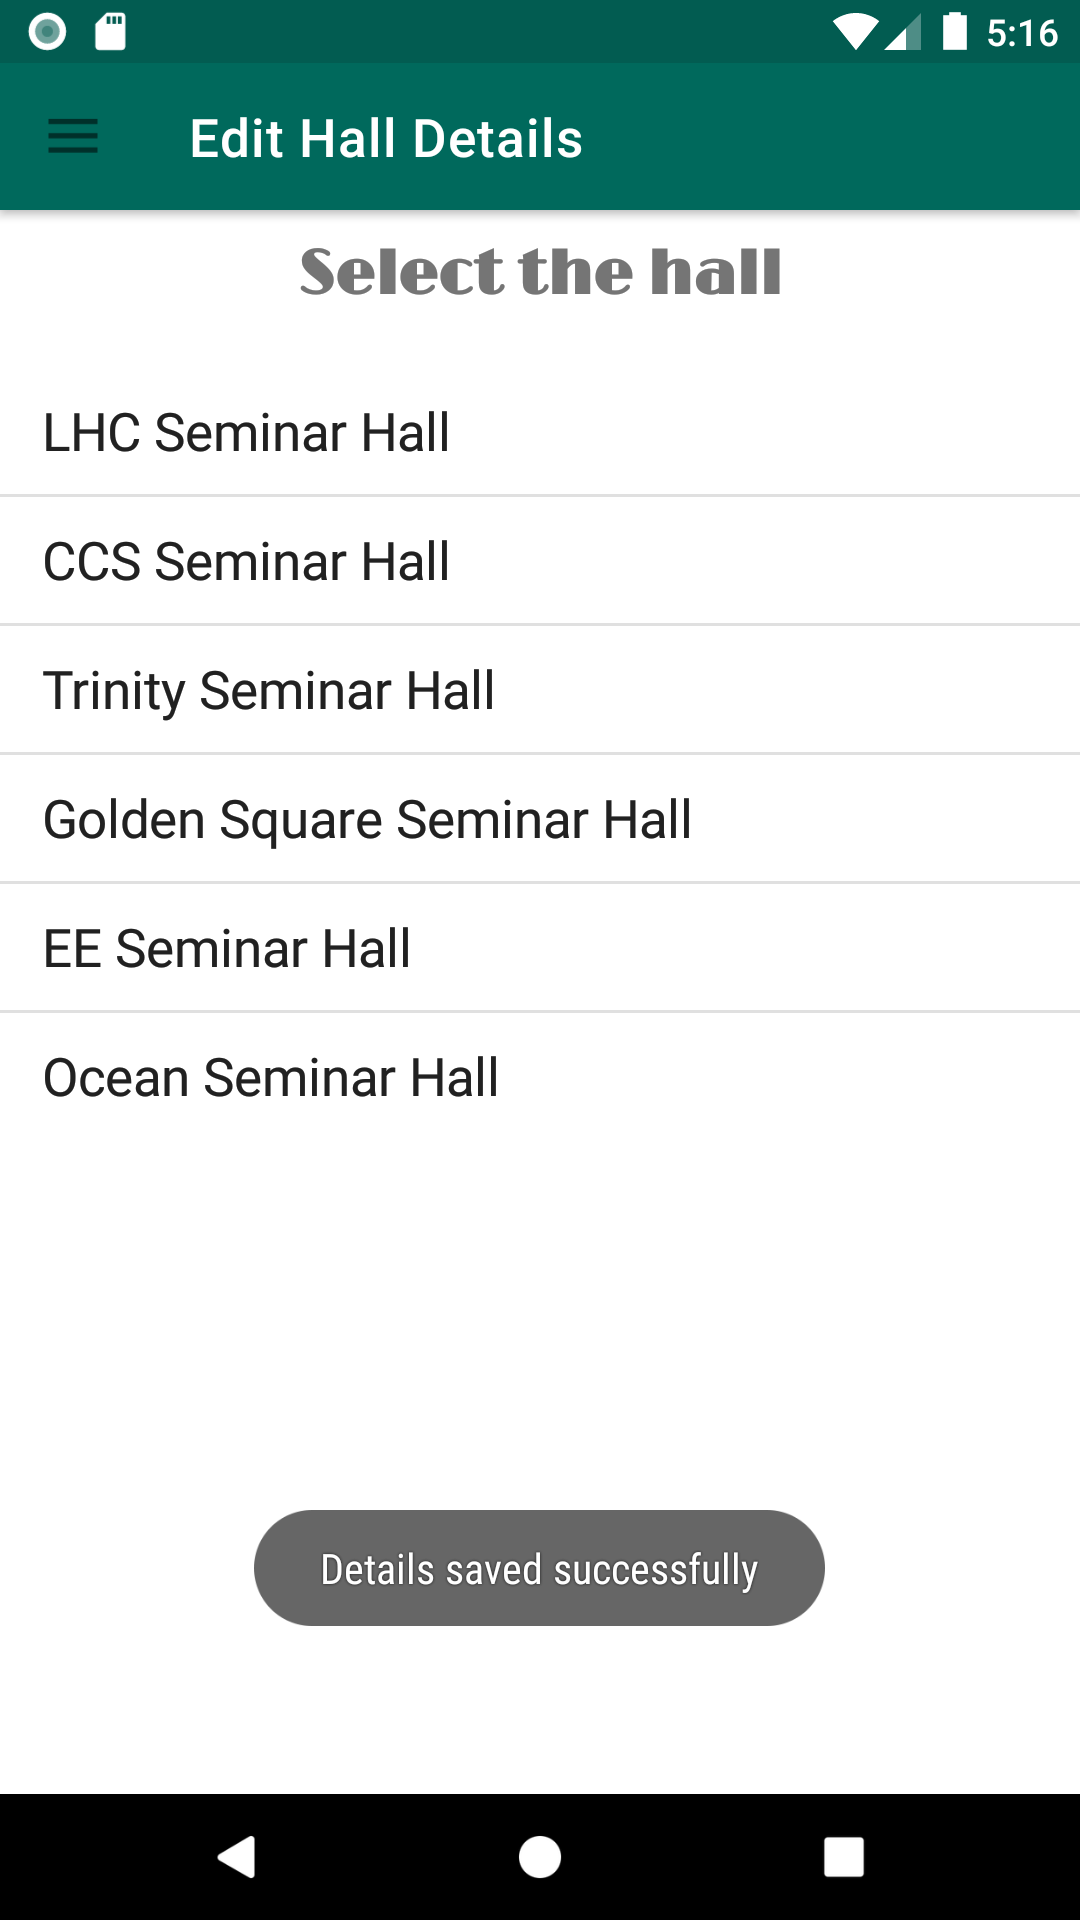 5:16
Edit Hall Details
Select the hall
LHC Seminar Hall
CCS Seminar Hall
Trinity Seminar Hall
Golden Square Seminar Hall
EE Seminar Hall
Ocean Seminar Hall
Details saved successfully